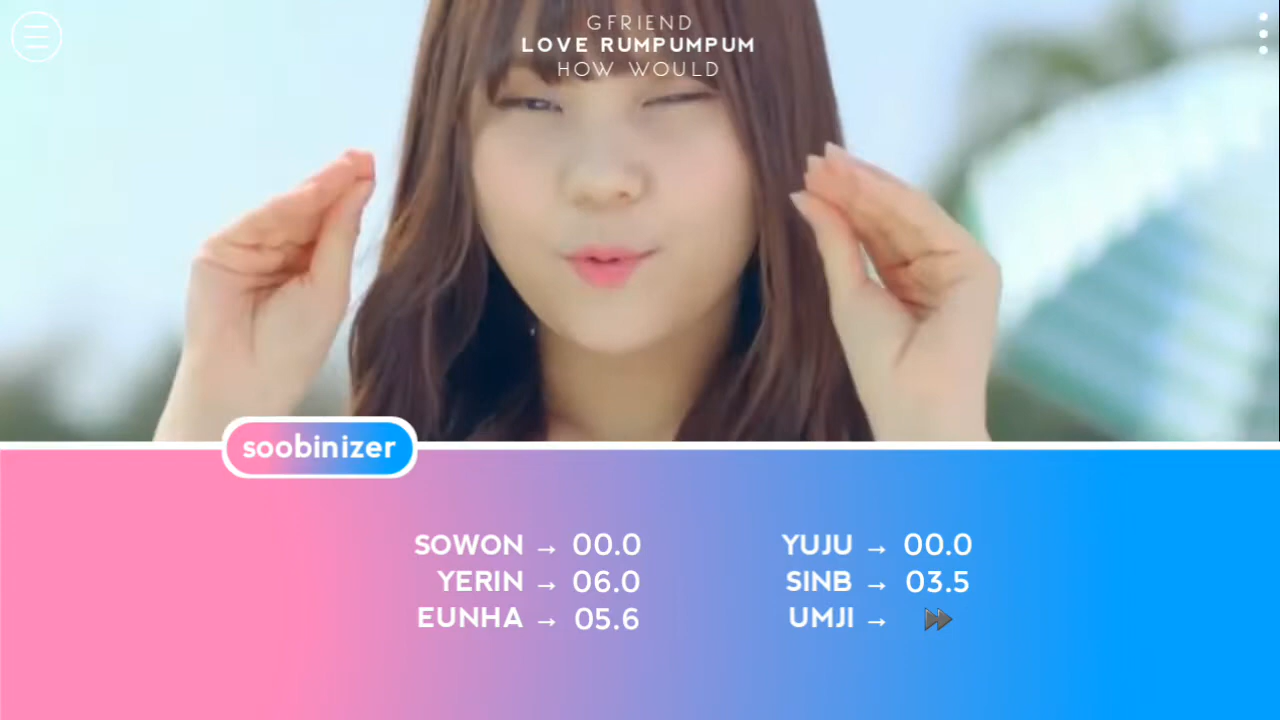 GFRIEND
LOVE RUMPUMPUM
HOW WOULD
soobinizer
SOWON → 00.0
YERIN → 06.0
EUNHA → 05.6
YUJU → 00.0
SINB → 03.5
UMJI →